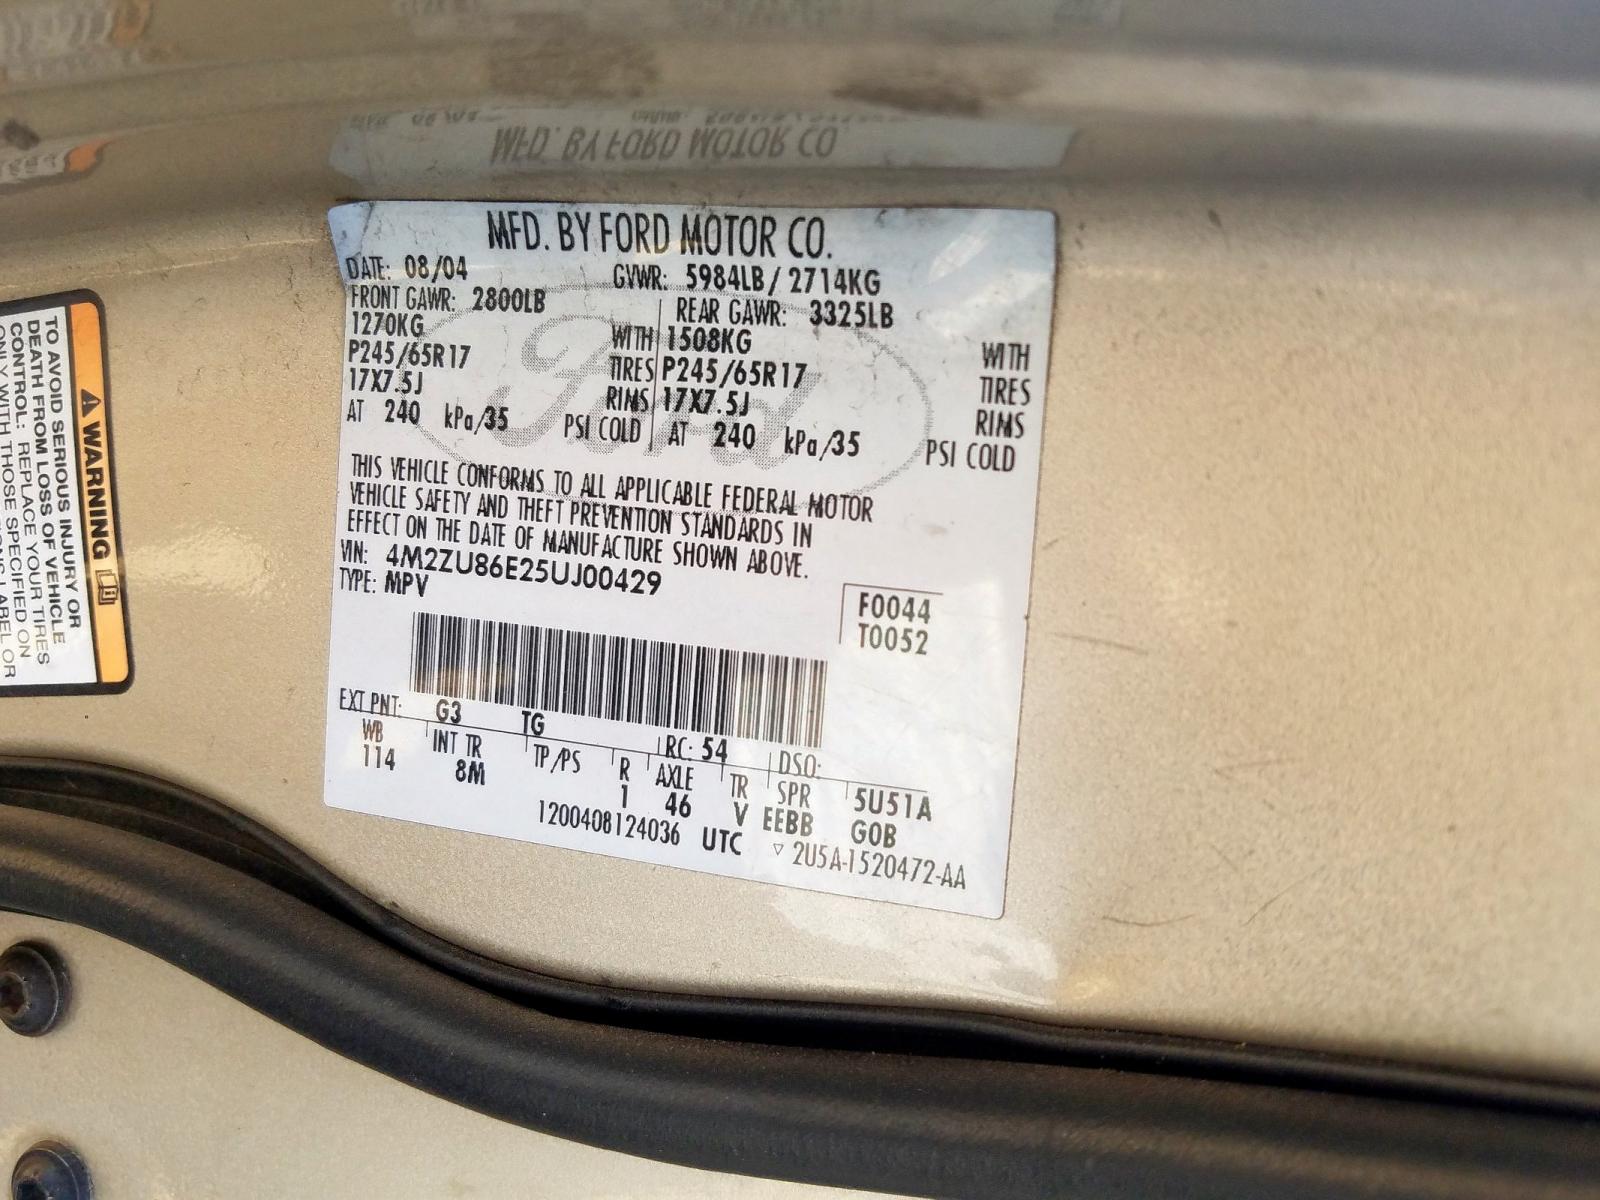 MFD. BY FORD MOTOR CO.
DATE: 08/04 GVWR: 5984LB/ 2714KG
FRONT GAWR: 2800LB REAR GAWR: 3325LB
1270KG WITH 1508KG WITH
P245/65R17 TIRES P245/65R17 TIRES
17X7.5J RIMS 17X7.5J RIMS
AT 240 kPa/35 PSI COLD AT 240 kPa/35 PSI COLD
Ford
THIS VEHICLE CONFORMS TO ALL APPLICABLE FEDERAL MOTOR
VEHICLE SAFETY AND THEFT PREVENTION STANDARDS IN
EFFECT ON THE DATE OF MANUFACTURE SHOWN ABOVE.
VIN: 4M2ZU86E25UJ00429
TYPE: MPV
F0044
T0052
EXT PNT: G3 TG RC: 54 DSO:
WB INT TR TP/PS R AXLE TR SPR 5U51A
114 8M 1 46 V EEBB GOB
1200408124036 UTC ▽ 2U5A-1520472-AA
WARNING
TO AVOID SERIOUS INJURY OR
DEATH FROM LOSS OF VEHICLE
CONTROL: REPLACE YOUR TIRES
ONLY WITH THOSE SPECIFIED ON
LABEL OR